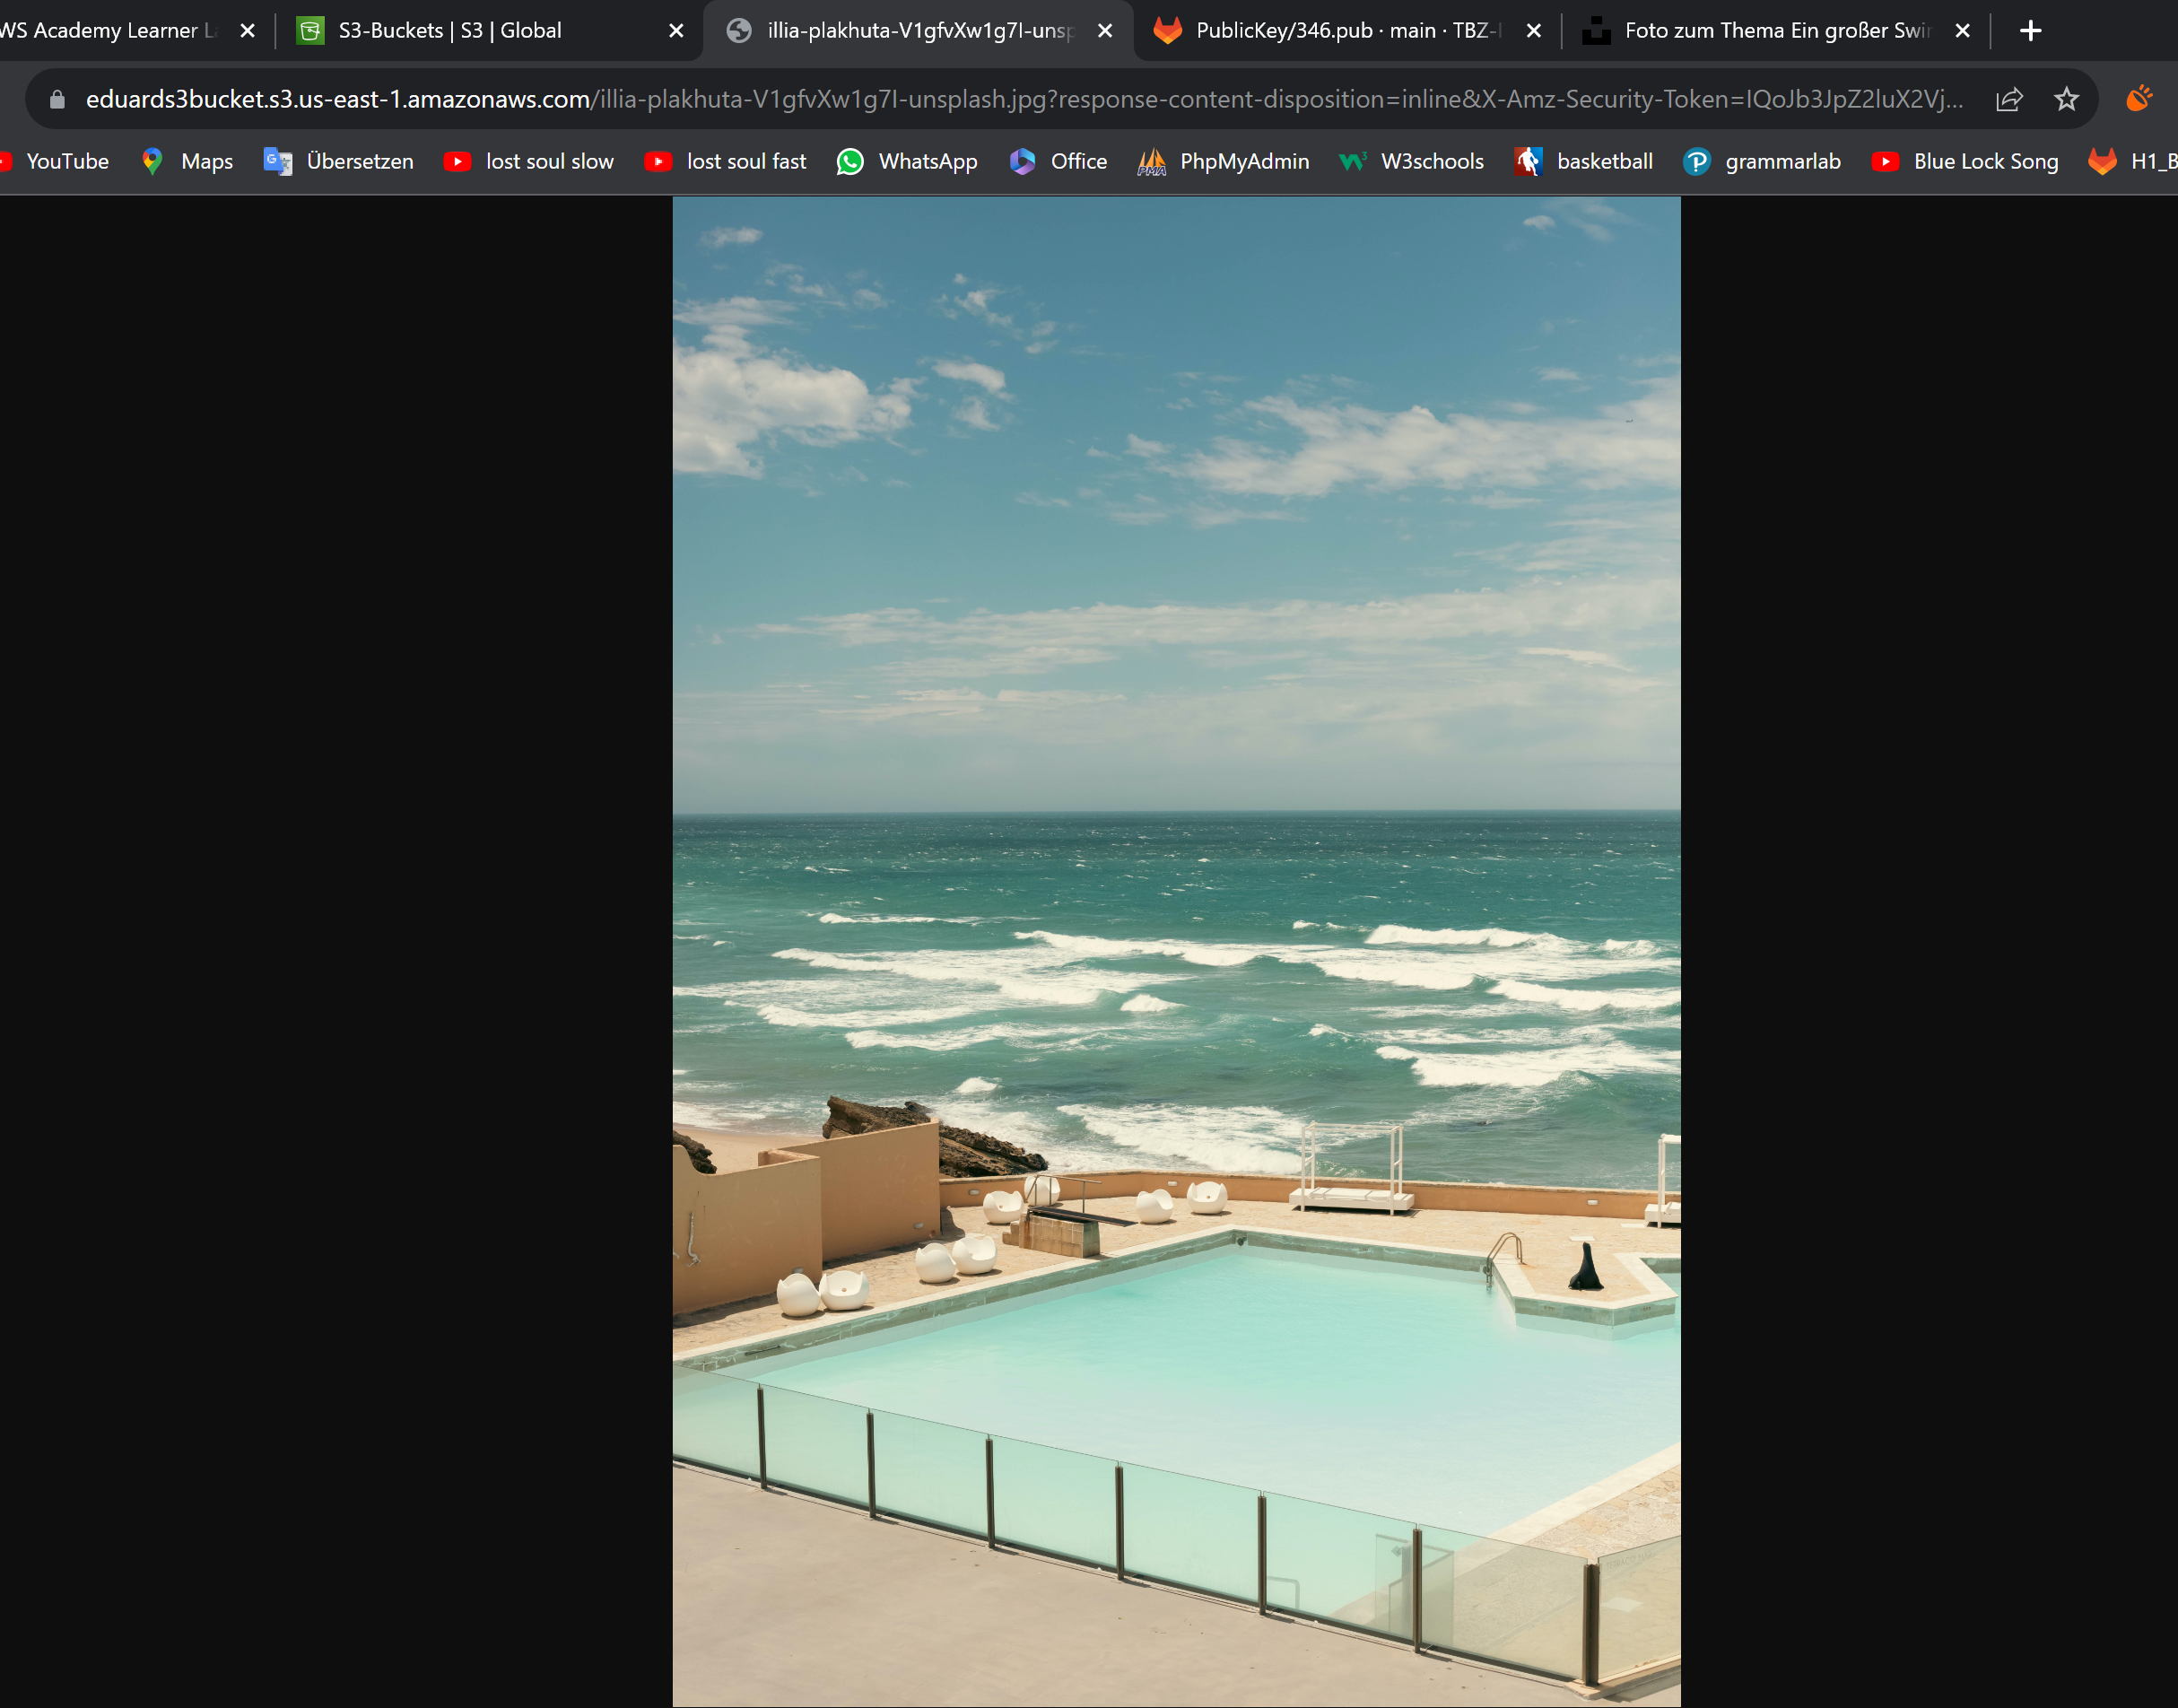 WS Academy Learner L
S3-Buckets | S3 | Global
illia-plakhuta-V1gfvXw1g7I-unsp
PublicKey/346.pub · main · TBZ-
Foto zum Thema Ein großer Swi
eduards3bucket.s3.us-east-1.amazonaws.com/illia-plakhuta-V1gfvXw1g7I-unsplash.jpg?response-content-disposition=inline&X-Amz-Security-Token=IQoJb3JpZ2luX2Vj...
YouTube Maps Übersetzen lost soul slow lost soul fast WhatsApp Office PhpMyAdmin W3schools basketball grammarlab Blue Lock Song H1_B